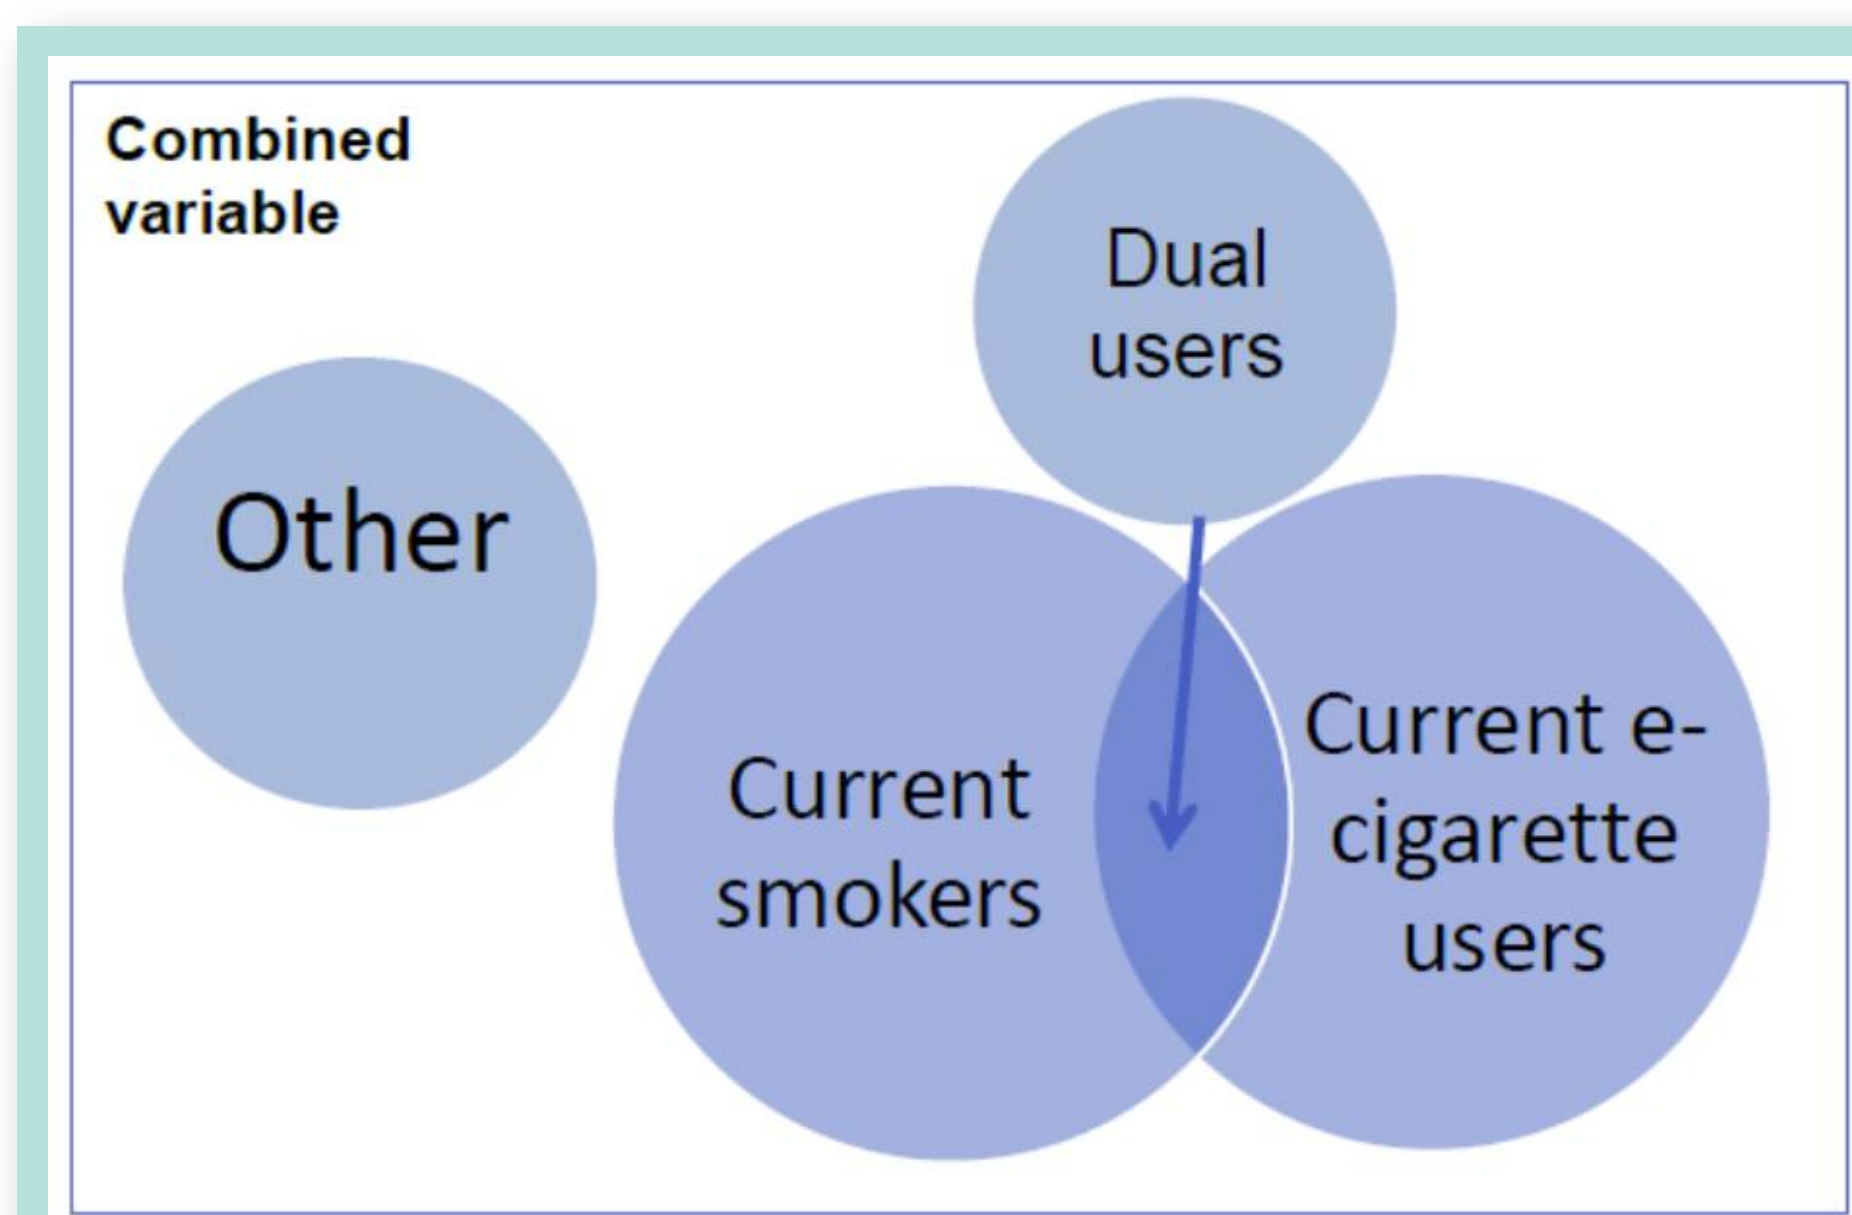 Combined
variable
Dual
users
Other
Current
smokers
Current e-
cigarette
users